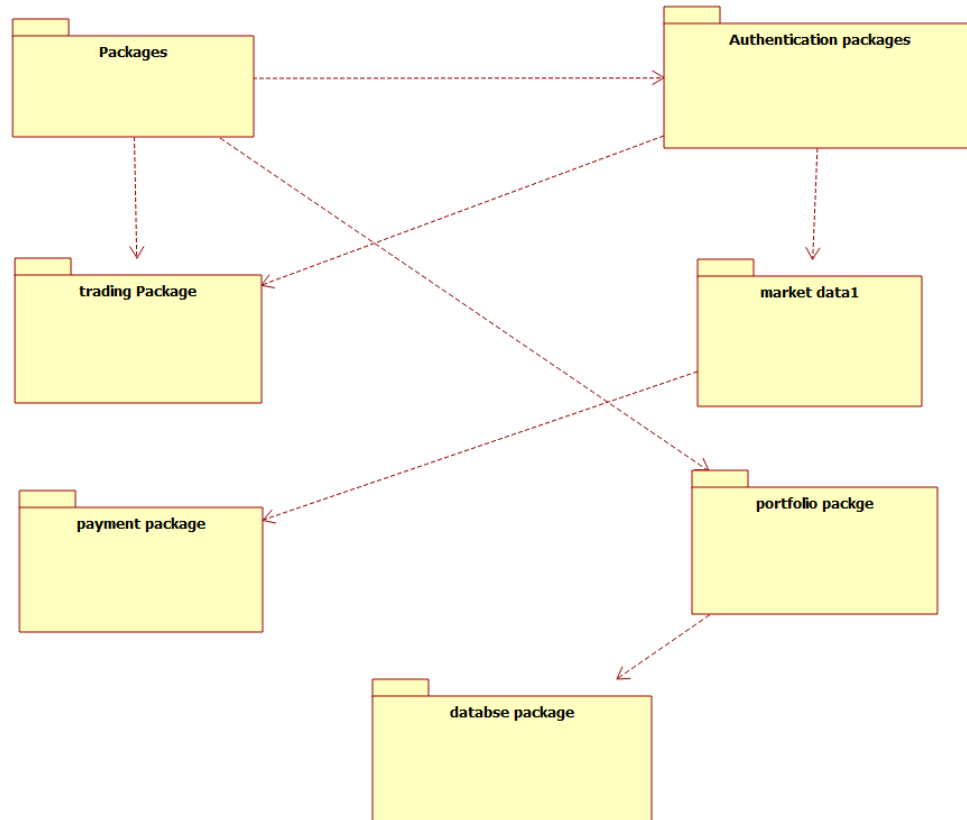 Packages
Authentication packages
trading Package
market data1
payment package
portfolio packge
databse package